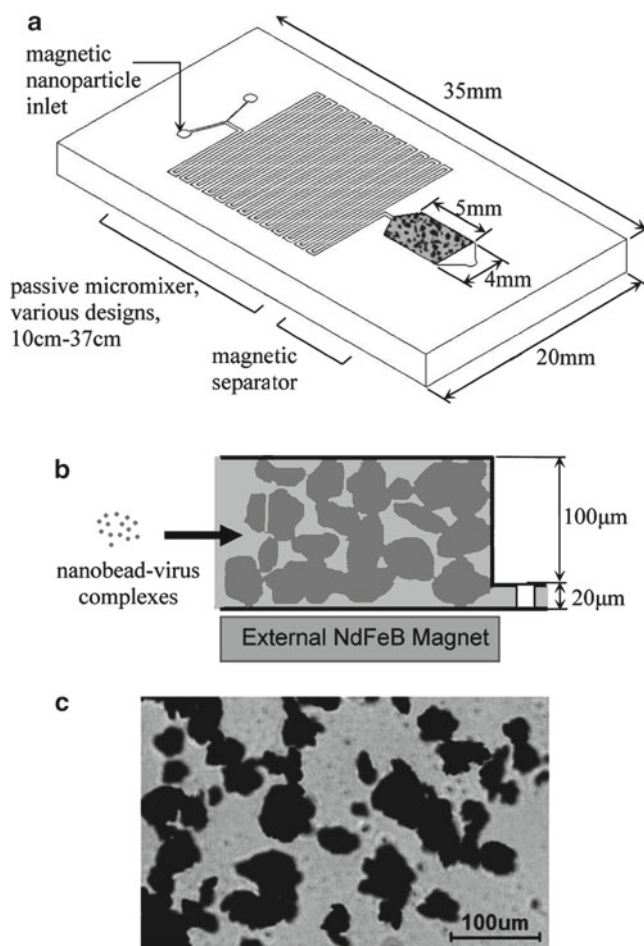 a
magnetic
nanoparticle
inlet
35mm
5mm
4mm
passive micromixer,
various designs,
10cm-37cm
magnetic
separator
20mm
b
nanobead-virus
complexes
100μm
20μm
External NdFeB Magnet
c
100um